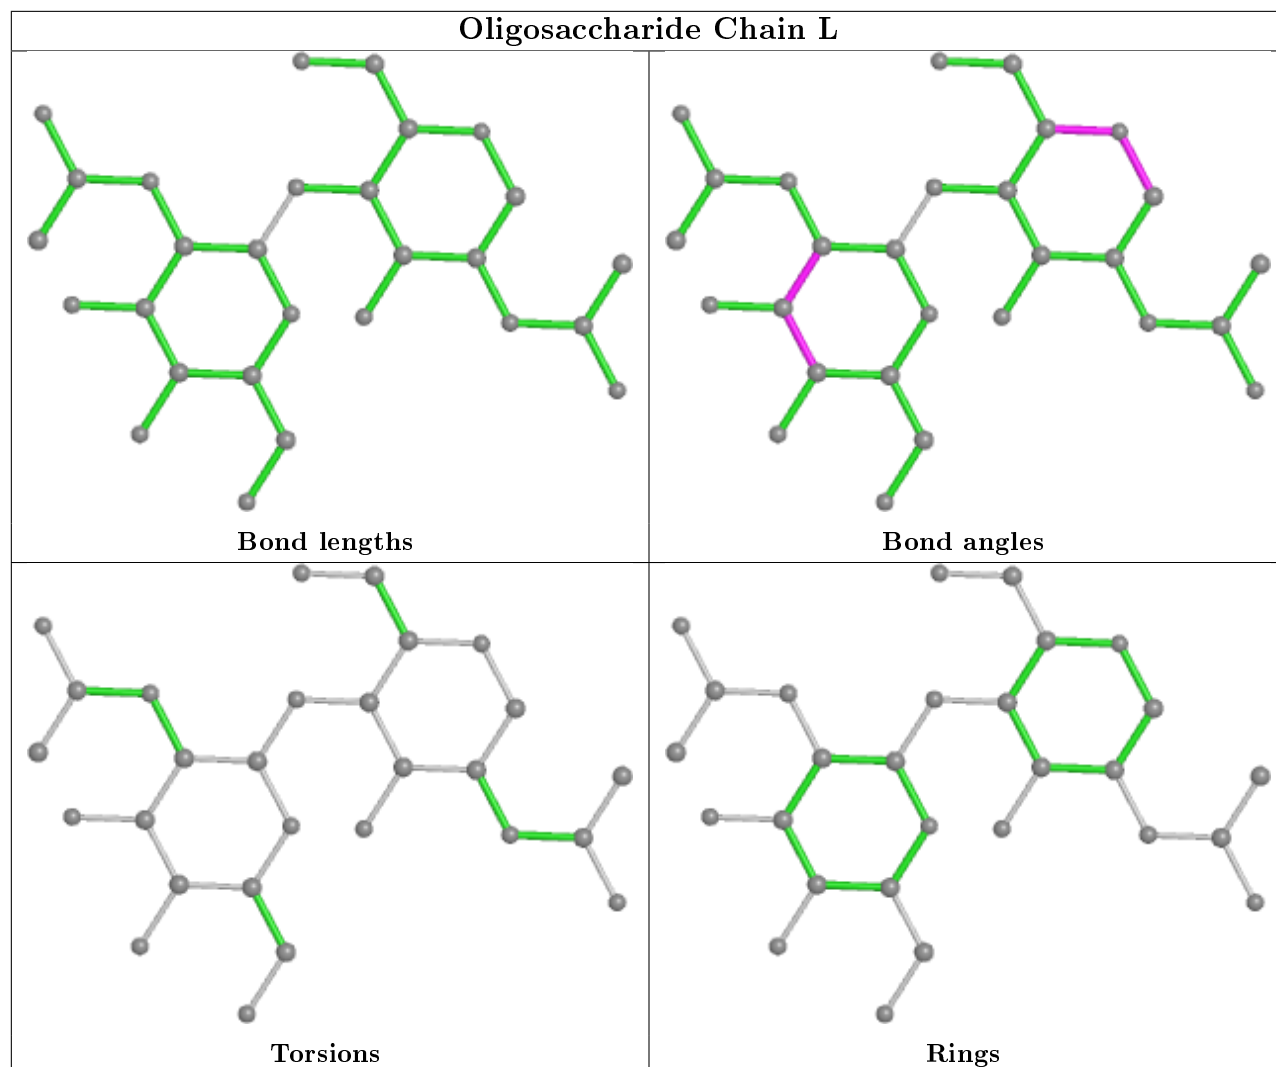 Oligosaccharide Chain L
Bond lengths
Bond angles
Torsions
Rings